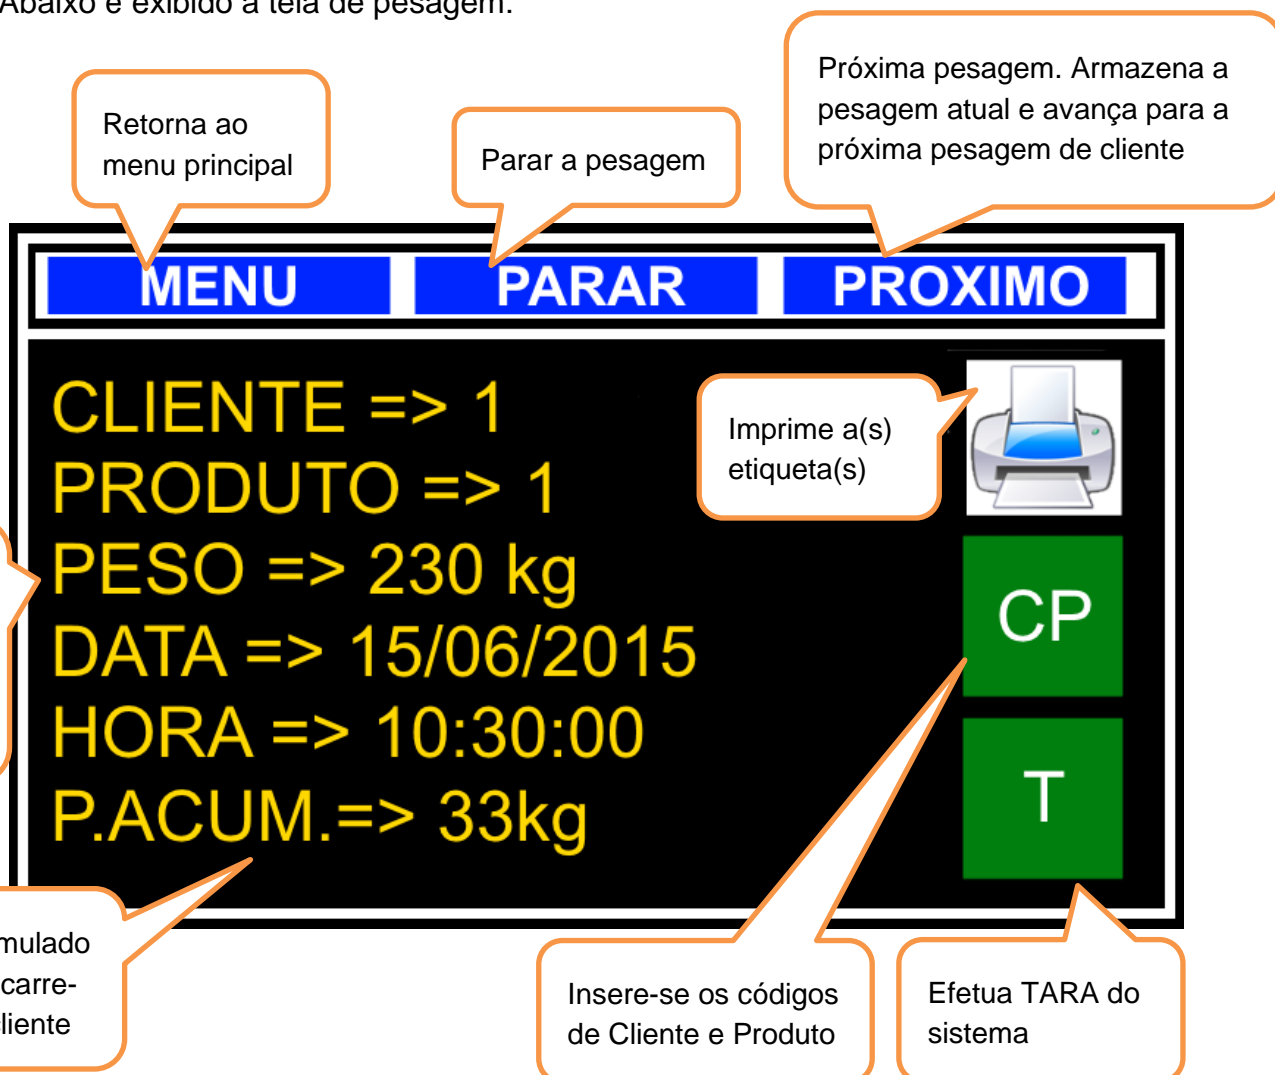 Abaixo é exibido a tela de pesagem.
Retorna ao
menu principal
Parar a pesagem
Próxima pesagem. Armazena a
pesagem atual e avança para a
próxima pesagem de cliente
MENU
PARAR
PROXIMO
CLIENTE => 1
PRODUTO => 1
PESO => 230 kg
DATA => 15/06/2015
HORA => 10:30:00
P.ACUM.=> 33kg
Imprime a(s)
etiqueta(s)
CP
T
mulado
carre-
liente
Insere-se os códigos
de Cliente e Produto
Efetua TARA do
sistema